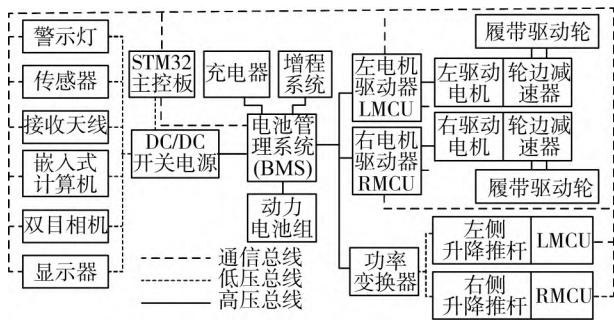 警示灯
传感器
接收天线
嵌入式
计算机
双目相机
显示器
STM32
主控板
DC/DC
开关电源
充电器
增程
系统
电池管
理系统
(BMS)
动力
电池组
左电机
驱动器
LMCU
右电机
驱动器
RMCU
功率
变换器
履带驱动轮
左驱动
电机
轮边减
速器
右驱动
电机
轮边减
速器
履带驱动轮
左侧
升降推杆
LMCU
右侧
升降推杆
RMCU
通信总线
低压总线
高压总线